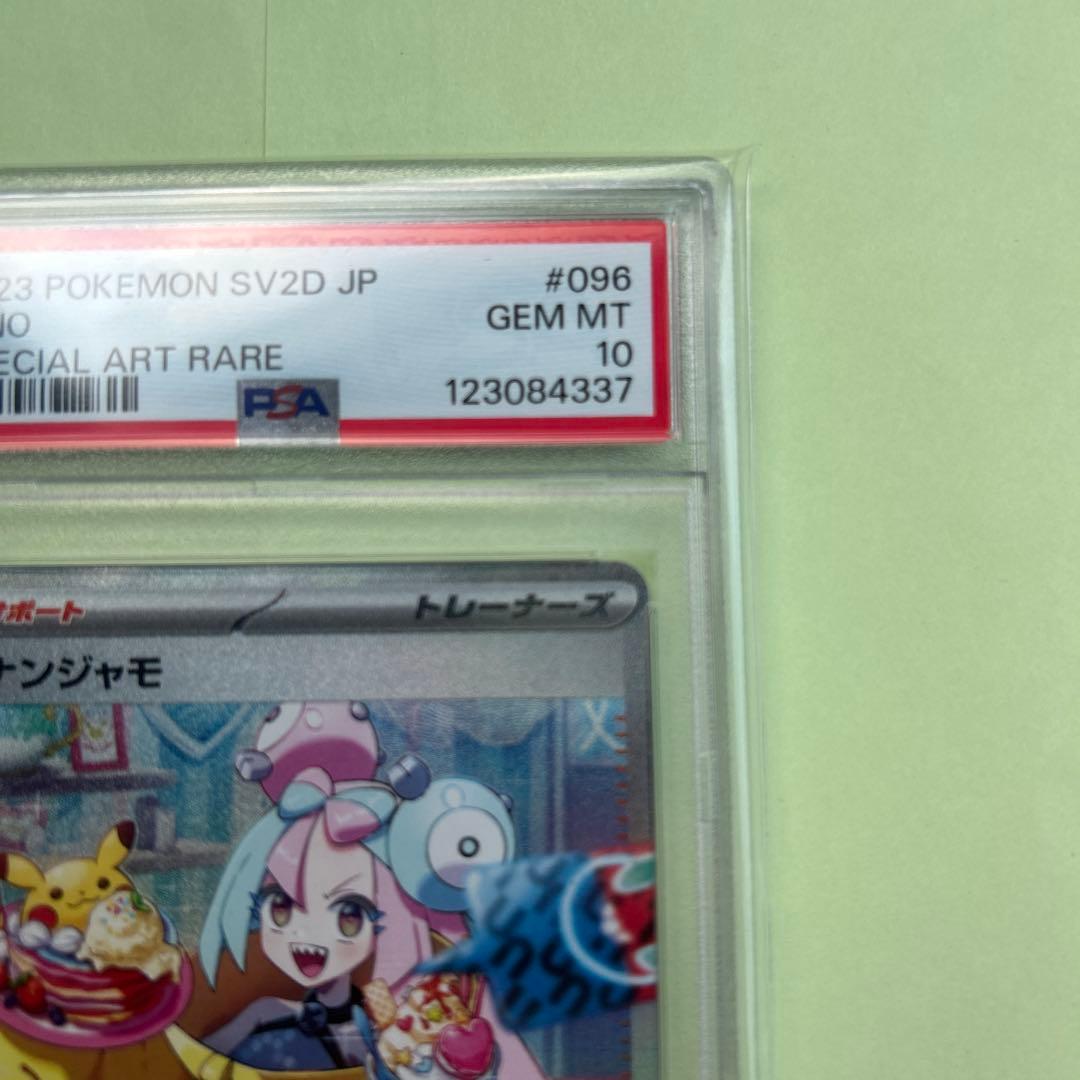 23 POKEMON SV2D JP #096
NO GEM MT
ECIAL ART RARE 10
PSA 123084337
サポート トレーナーズ
ナンジャモ